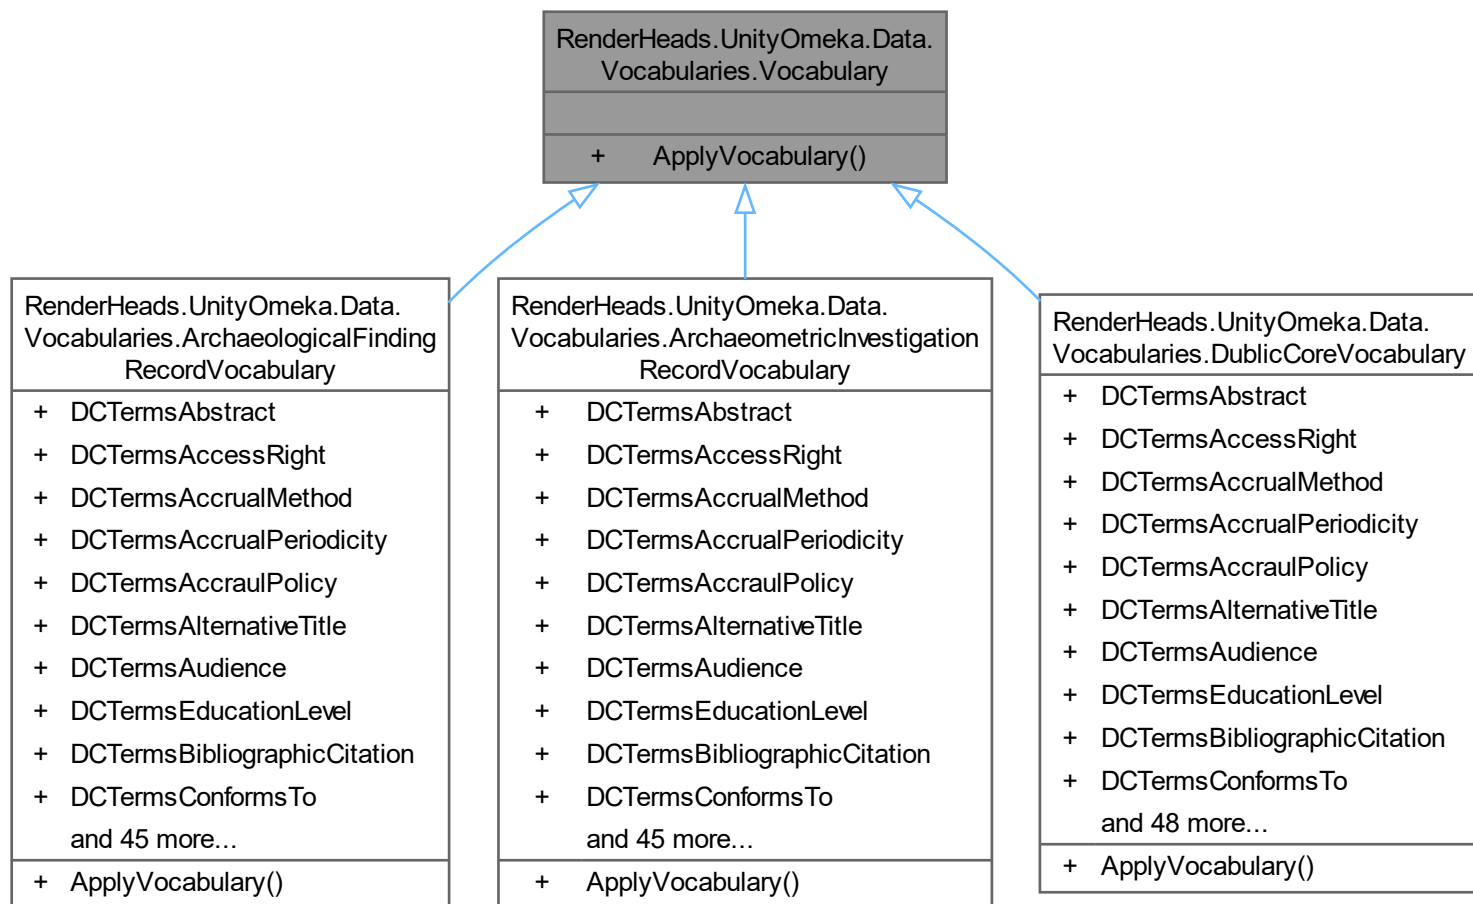 RenderHeads.UnityOmeka.Data.
Vocabularies.Vocabulary
+ ApplyVocabulary()
RenderHeads.UnityOmeka.Data.
Vocabularies.ArchaeologicalFinding
RecordVocabulary
+ DCTermsAbstract
+ DCTermsAccessRight
+ DCTermsAccrualMethod
+ DCTermsAccrualPeriodicity
+ DCTermsAccraulPolicy
+ DCTermsAlternativeTitle
+ DCTermsAudience
+ DCTermsEducationLevel
+ DCTermsBibliographicCitation
+ DCTermsConformsTo
and 45 more...
+ ApplyVocabulary()
RenderHeads.UnityOmeka.Data.
Vocabularies.ArchaeometricInvestigation
RecordVocabulary
+ DCTermsAbstract
+ DCTermsAccessRight
+ DCTermsAccrualMethod
+ DCTermsAccrualPeriodicity
+ DCTermsAccraulPolicy
+ DCTermsAlternativeTitle
+ DCTermsAudience
+ DCTermsEducationLevel
+ DCTermsBibliographicCitation
+ DCTermsConformsTo
and 45 more...
+ ApplyVocabulary()
RenderHeads.UnityOmeka.Data.
Vocabularies.DublicCoreVocabulary
+ DCTermsAbstract
+ DCTermsAccessRight
+ DCTermsAccrualMethod
+ DCTermsAccrualPeriodicity
+ DCTermsAccraulPolicy
+ DCTermsAlternativeTitle
+ DCTermsAudience
+ DCTermsEducationLevel
+ DCTermsBibliographicCitation
+ DCTermsConformsTo
and 48 more...
+ ApplyVocabulary()